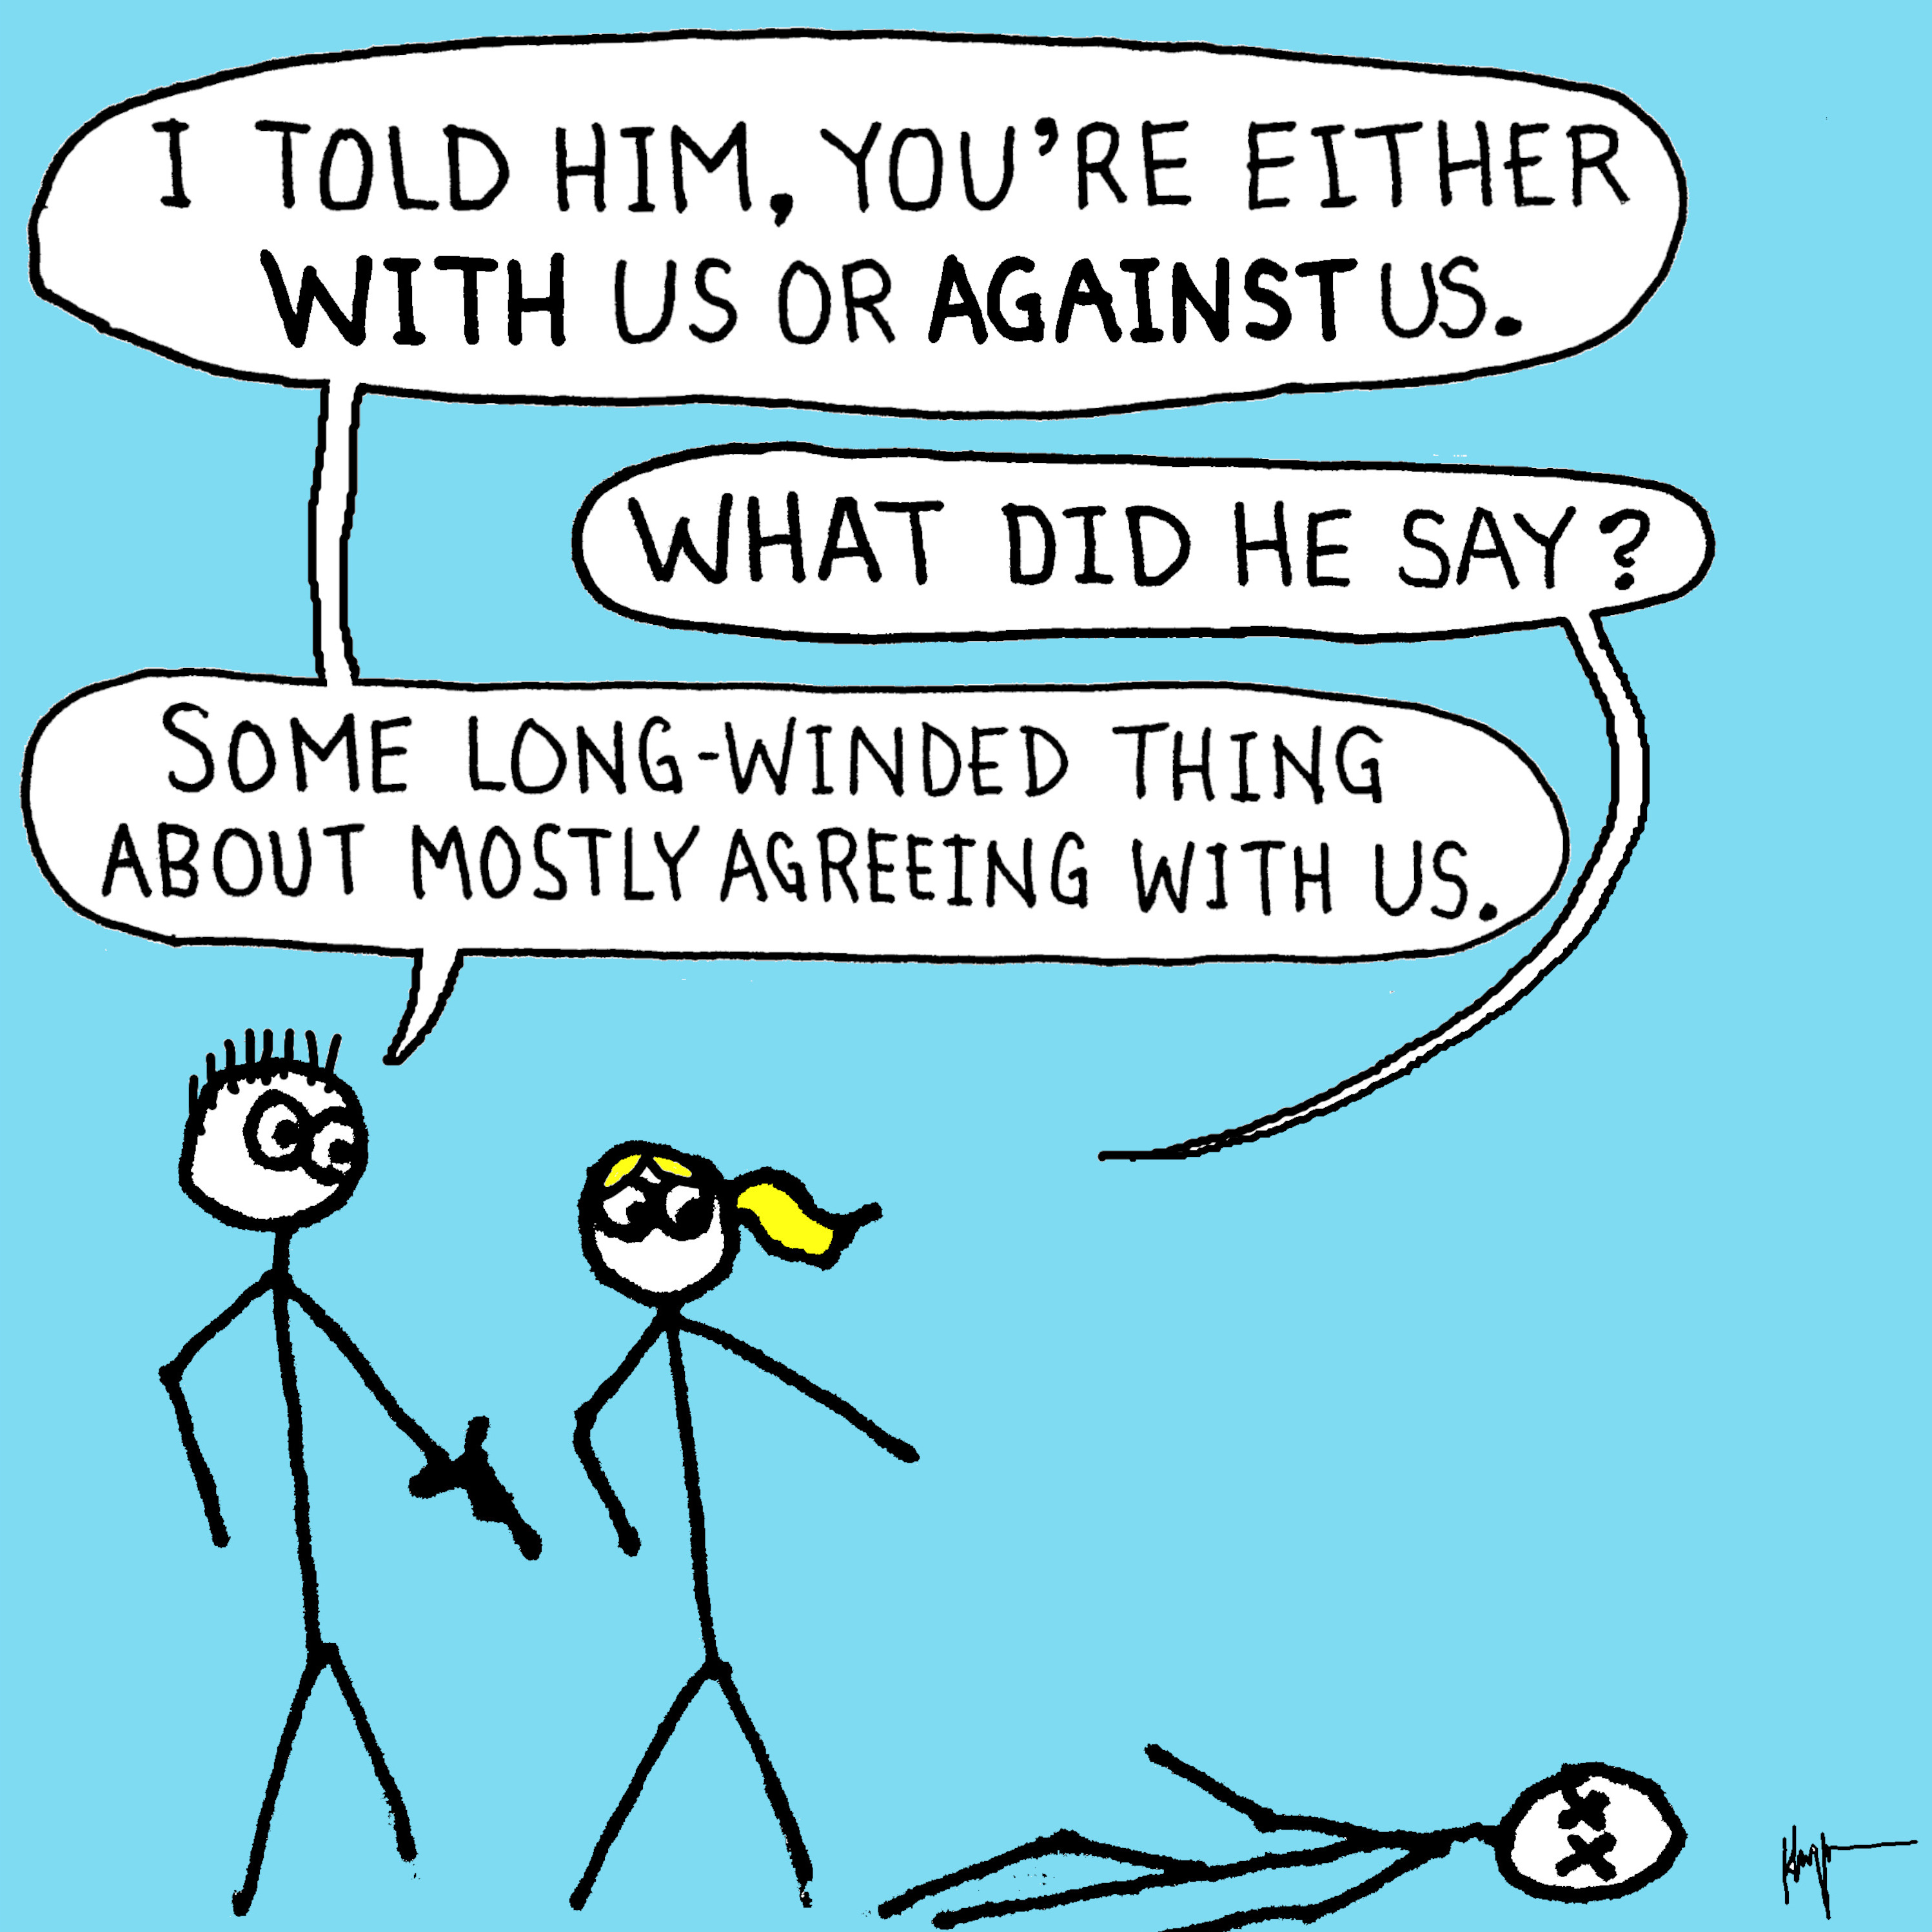 I TOLD HIM, YOU'RE EITHER
WITH US OR AGAINST US.
WHAT DID HE SAY?
SOME LONG-WINDED THING
ABOUT MOSTLY AGREEING WITH US.